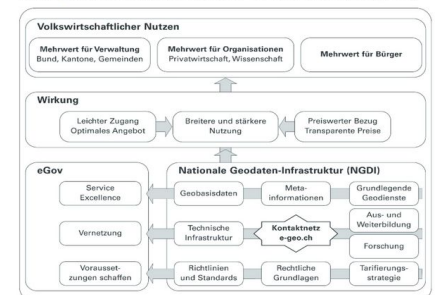 Volkswirtschaftlicher Nutzen
Mehrwert für Verwaltung
Bund, Kantone, Gemeinden
Mehrwert für Organisationen
Privatwirtschaft, Wissenschaft
Mehrwert für Bürger
Wirkung
Leichter Zugang
Optimales Angebot
Breitere und stärkere
Nutzung
Preiswerter Bezug
Transparente Preise
eGov
Service
Excellence
Vernetzung
Vorausset-
zungen schaffen
Nationale Geodaten-Infrastruktur (NGDI)
Geobasisdaten
Meta-
informationen
Grundlegende
Geodienste
Technische
Infrastruktur
Kontaktnetz
e-geo.ch
Aus- und
Weiterbildung
Forschung
Richtlinien
und Standards
Rechtliche
Grundlagen
Tarifierungs-
strategie